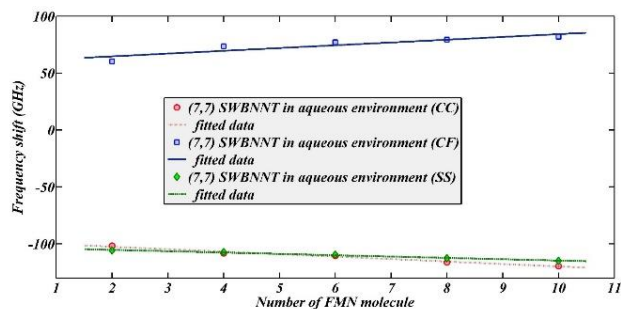 Frequency shift (GHz)
100
50
0
-50
-100
(7,7) SWBNNT in aqueous environment (CC)
fitted data
(7,7) SWBNNT in aqueous environment (CF)
fitted data
(7,7) SWBNNT in aqueous environment (SS)
fitted data
1 2 3 4 5 6 7 8 9 10 11
Number of FMN molecule